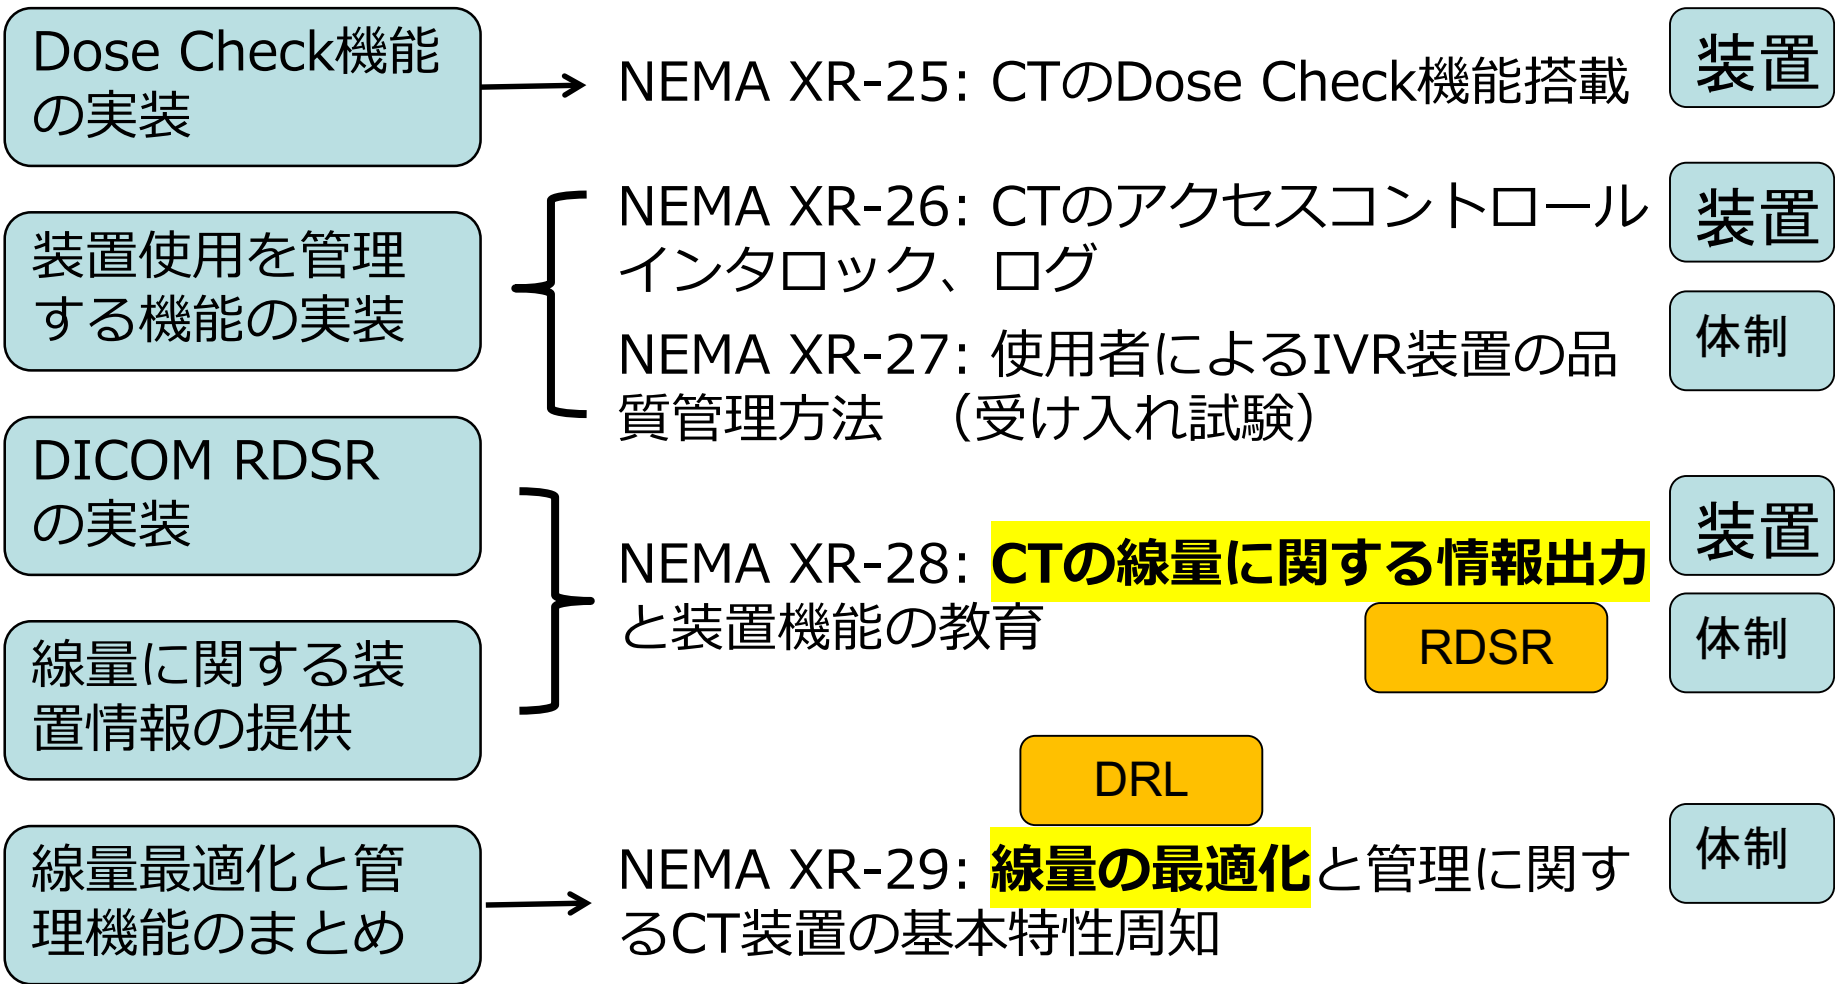 Dose Check機能
の実装
NEMA XR-25: CTのDose Check機能搭載
装置
装置使用を管理
する機能の実装
NEMA XR-26: CTのアクセスコントロール
インタロック、ログ
装置
NEMA XR-27: 使用者によるIVR装置の品
質管理方法　（受け入れ試験）
体制
DICOM RDSR
の実装
線量に関する装
置情報の提供
NEMA XR-28: CTの線量に関する情報出力
と装置機能の教育
装置
RDSR
体制
DRL
線量最適化と管
理機能のまとめ
NEMA XR-29: 線量の最適化と管理に関す
るCT装置の基本特性周知
体制